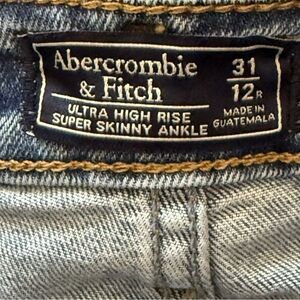 Abercrombie
& Fitch
ULTRA HIGH RISE
SUPER SKINNY ANKLE
31
12R
MADE IN
GUATEMALA